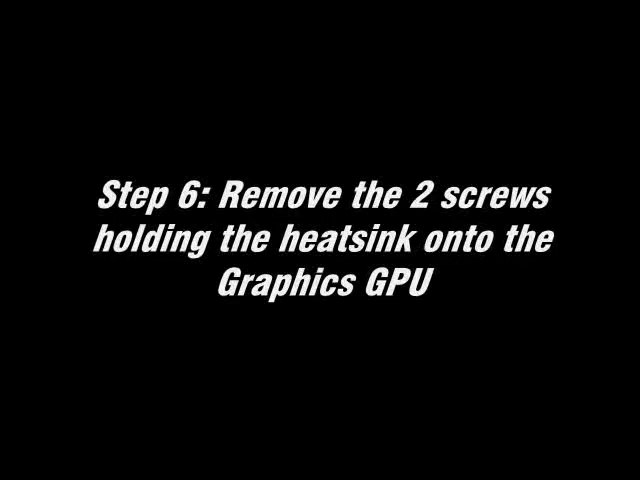 Step 6: Remove the 2 screws
holding the heatsink onto the
Graphics GPU